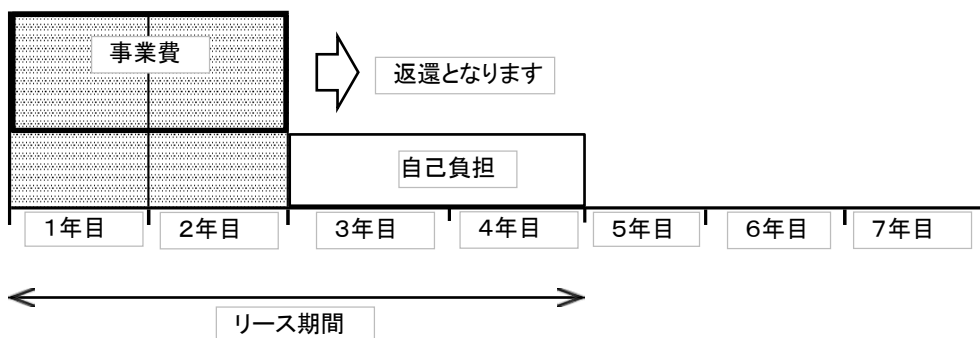 事業費
返還となります
自己負担
1年目
2年目
3年目
4年目
5年目
6年目
7年目
リース期間